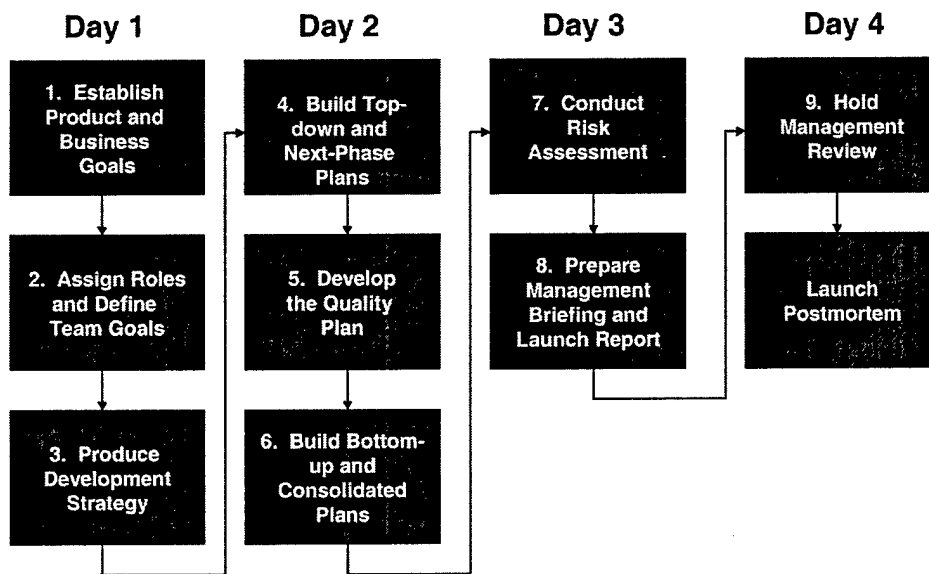 Day 1
1. Establish
Product and
Business
Goals
2. Assign Roles
and Define
Team Goals
3. Produce
Development
Strategy
Day 2
4. Build Top-
down and
Next-Phase
Plans
5. Develop
the Quality
Plan
6. Build Bottom-
up and
Consolidated
Plans
Day 3
7. Conduct
Risk
Assessment
8. Prepare
Management
Briefing and
Launch Report
Day 4
9. Hold
Management
Review
Launch
Postmortem